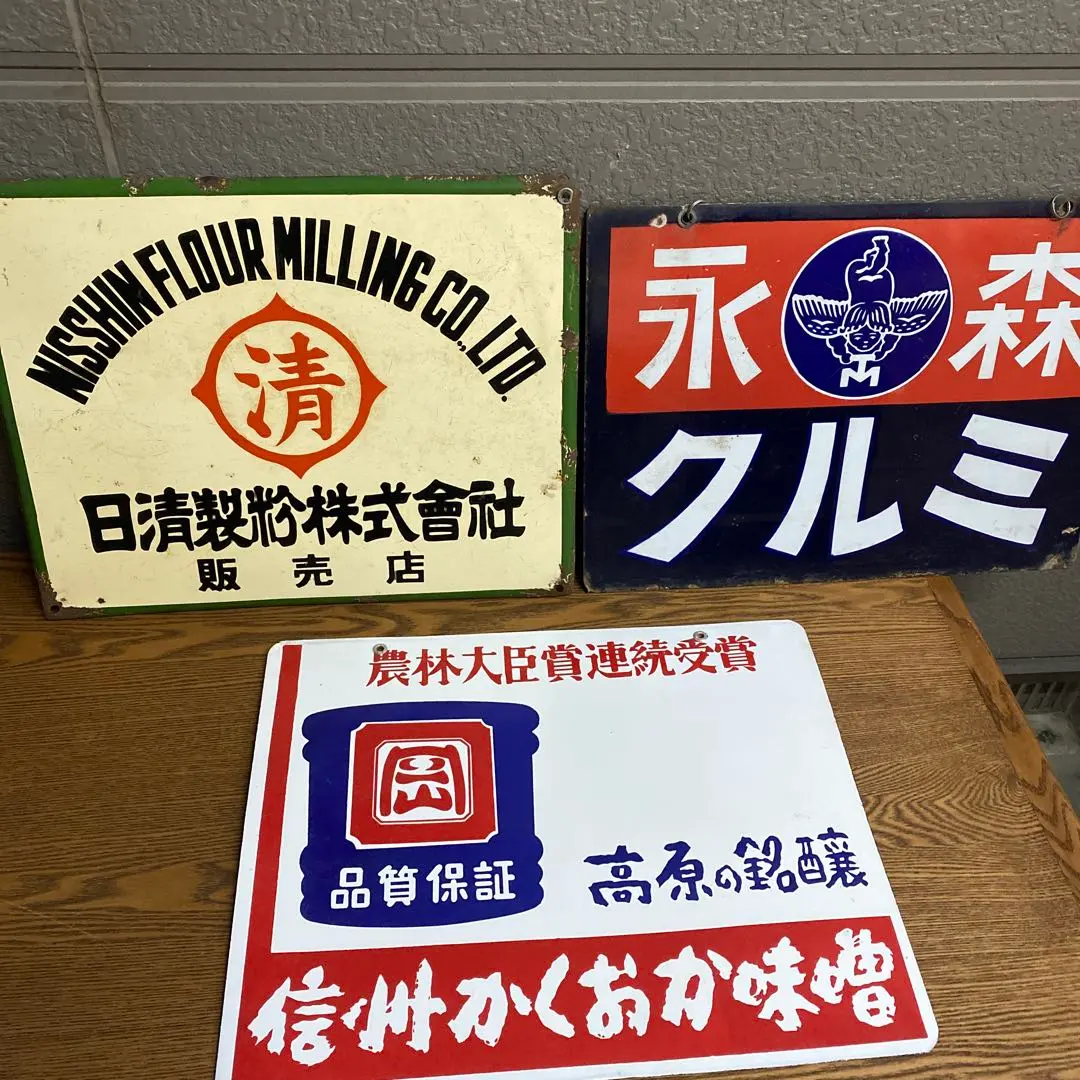 NISSHIN FLOUR MILLING CO., LTD.
清
日清製粉株式會社
販売店
永 森
TM
クルミ
農林大臣賞連続受賞
岡
品質保証
高原の銘醸
信州かくおか味噌